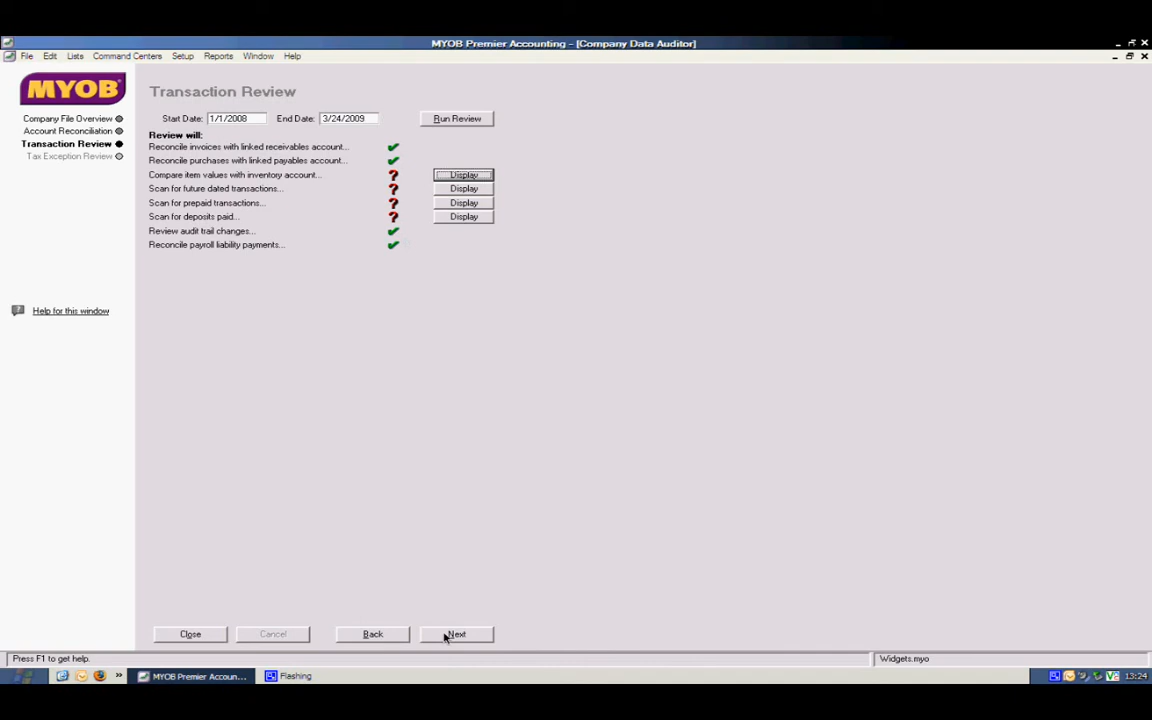 MYOB Premier Accounting - [Company Data Auditor]
File Edit Lists Command Centers Setup Reports Window Help
MYOB
Company File Overview
Account Reconciliation
Transaction Review
Tax Exception Review
Help for this window
Transaction Review
Start Date: 1/1/2008 End Date: 3/24/2009 Run Review
Review will:
Reconcile invoices with linked receivables account...
Reconcile purchases with linked payables account...
Compare item values with inventory account... ? Display
Scan for future dated transactions... ? Display
Scan for prepaid transactions... ? Display
Scan for deposits paid... ? Display
Review audit trail changes...
Reconcile payroll liability payments...
Close Cancel Back Next
Press F1 to get help. Widgets.myo
» MYOB Premier Accoun... Flashing 13:24